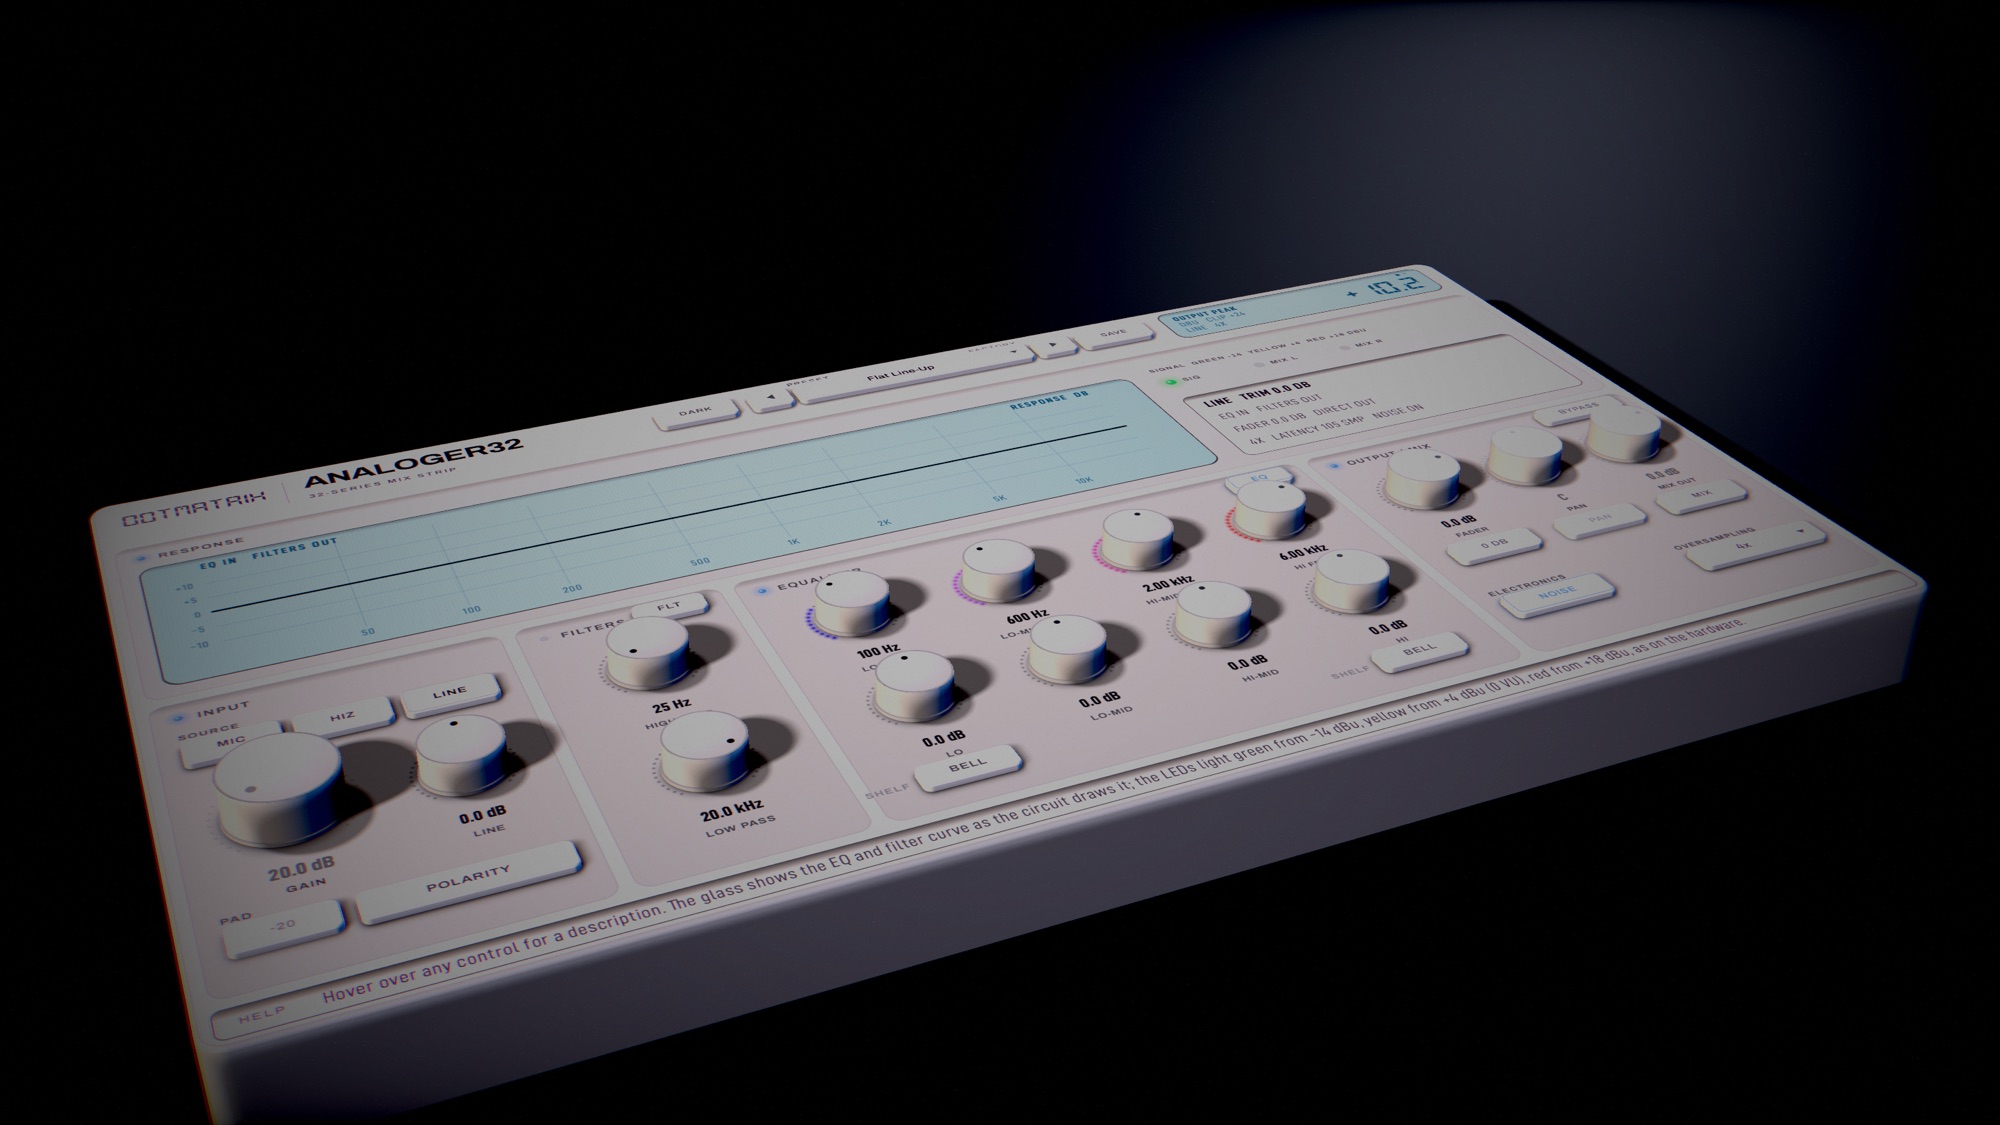 DOTMATRIX
ANALOGER32
32-SERIES MIX STRIP
DARK
PRESET
Flat Line-Up
FACTORY
SAVE
OUTPUT PEAK
DBU CLIP +24
LINE 4X
+ 10.2
SIGNAL GREEN -14 YELLOW +4 RED +18 DBU
SIG
MIX L
MIX R
RESPONSE
EQ IN FILTERS OUT
RESPONSE DB
+10
+5
0
-5
-10
50
100
200
500
1K
2K
5K
10K
LINE TRIM 0.0 DB
EQ IN FILTERS OUT
FADER 0.0 DB DIRECT OUT
4X LATENCY 105 SMP NOISE ON
INPUT
SOURCE
MIC
HIZ
LINE
20.0 dB
GAIN
0.0 dB
LINE
PAD
-20
POLARITY
FILTERS
FLT
25 Hz
20.0 kHz
LOW PASS
EQ
100 Hz
600 Hz
2.00 kHz
6.00 kHz
0.0 dB
LO
0.0 dB
LO-MID
0.0 dB
HI-MID
0.0 dB
HI
SHELF
BELL
SHELF
BELL
BYPASS
0.0 dB
FADER
0 DB
C
PAN
PAN
0.0 dB
MIX OUT
MIX
ELECTRONICS
NOISE
OVERSAMPLING
4X
HELP
Hover over any control for a description. The glass shows the EQ and filter curve as the circuit draws it; the LEDs light green from -14 dBu, yellow from +4 dBu (0 VU), red from +18 dBu, as on the hardware.